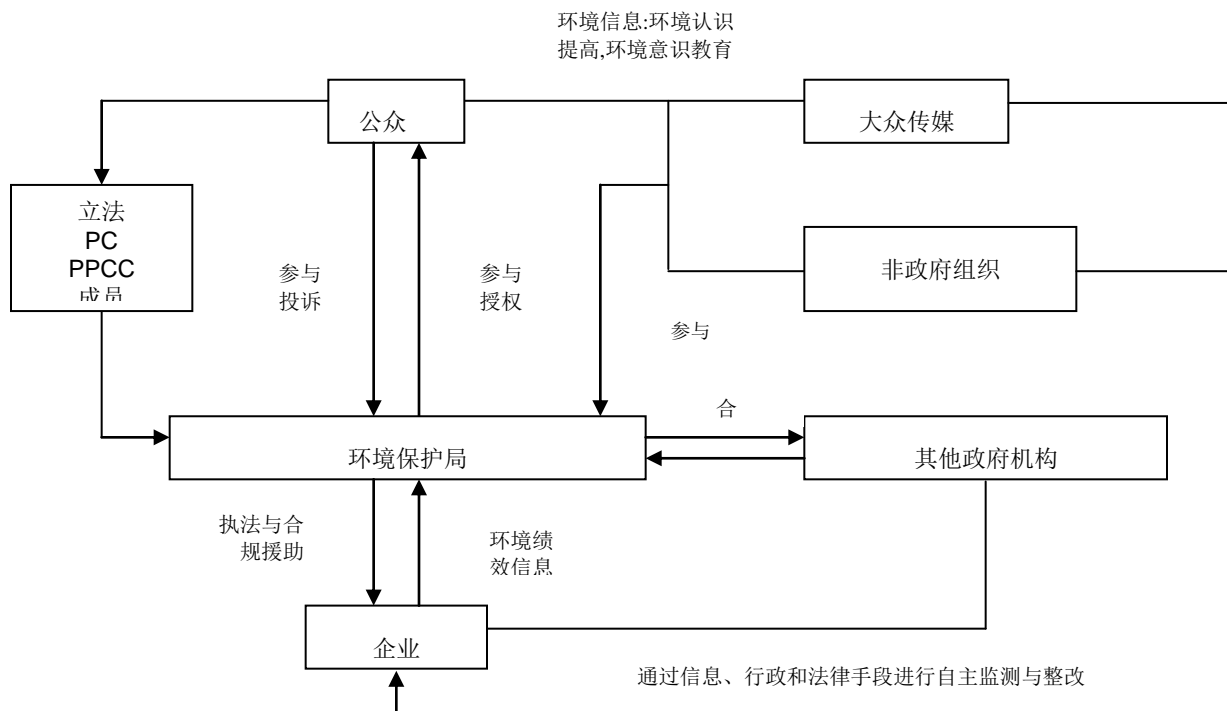 环境信息:环境认识
提高,环境意识教育
公众
大众传媒
立法
PC
PPCC
成员
非政府组织
参与
投诉
参与
授权
参与
合
环境保护局
其他政府机构
执法与合
规援助
环境绩
效信息
企业
通过信息、行政和法律手段进行自主监测与整改